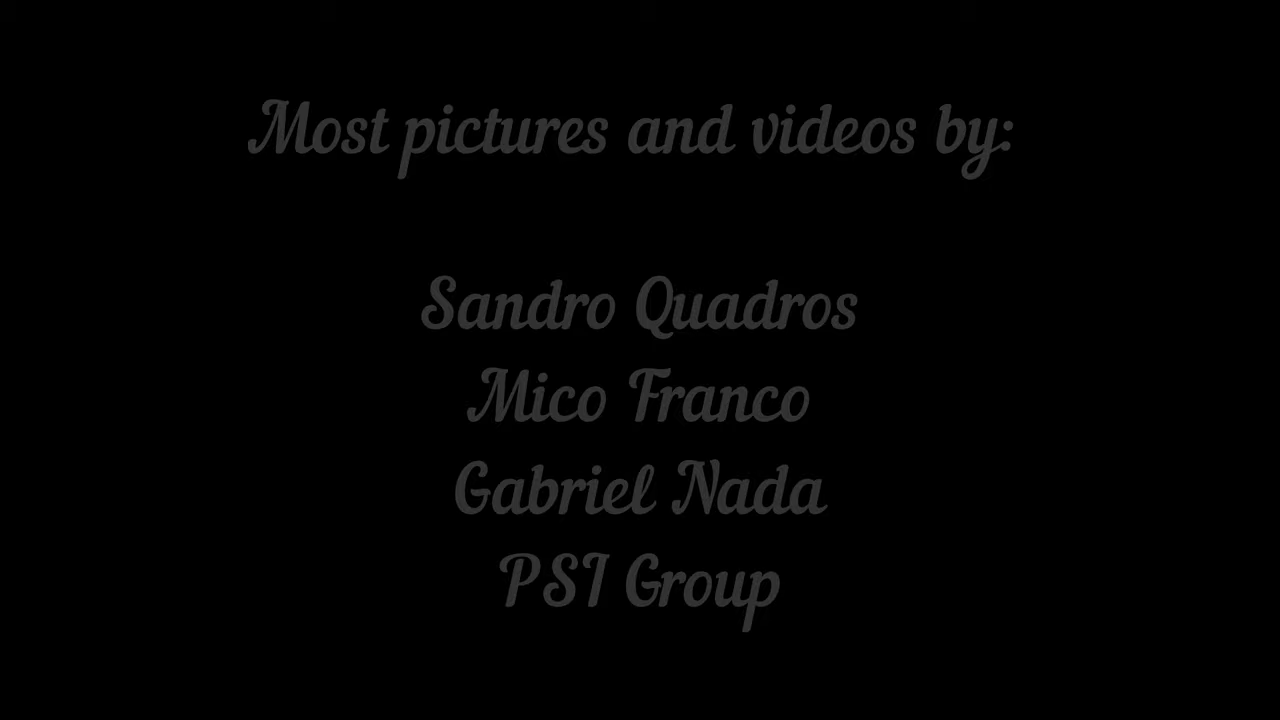 Most pictures and videos by:
Sandro Quadros
Mico Franco
Gabriel Nada
PSI Group